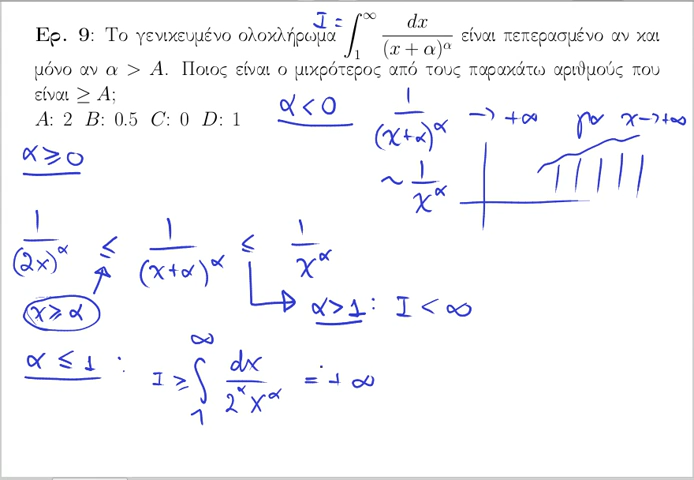 Ερ. 9: Το γενικευμένο ολοκλήρωμα I = ∫_1^∞ dx/(x + α)^α είναι πεπερασμένο αν και
μόνο αν α > A. Ποιος είναι ο μικρότερος από τους παρακάτω αριθμούς που
είναι ≥ A;
A: 2 B: 0.5 C: 0 D: 1
α < 0 1/(x+α)^α → +∞ για x → +∞
α ≥ 0
~ 1/x^α
1/(2x)^α ≤ 1/(x+α)^α ≤ 1/x^α
x ≥ α
α > 1 : I < ∞
α ≤ 1 : I ≥ ∫_1^∞ dx/(2^α x^α) = +∞